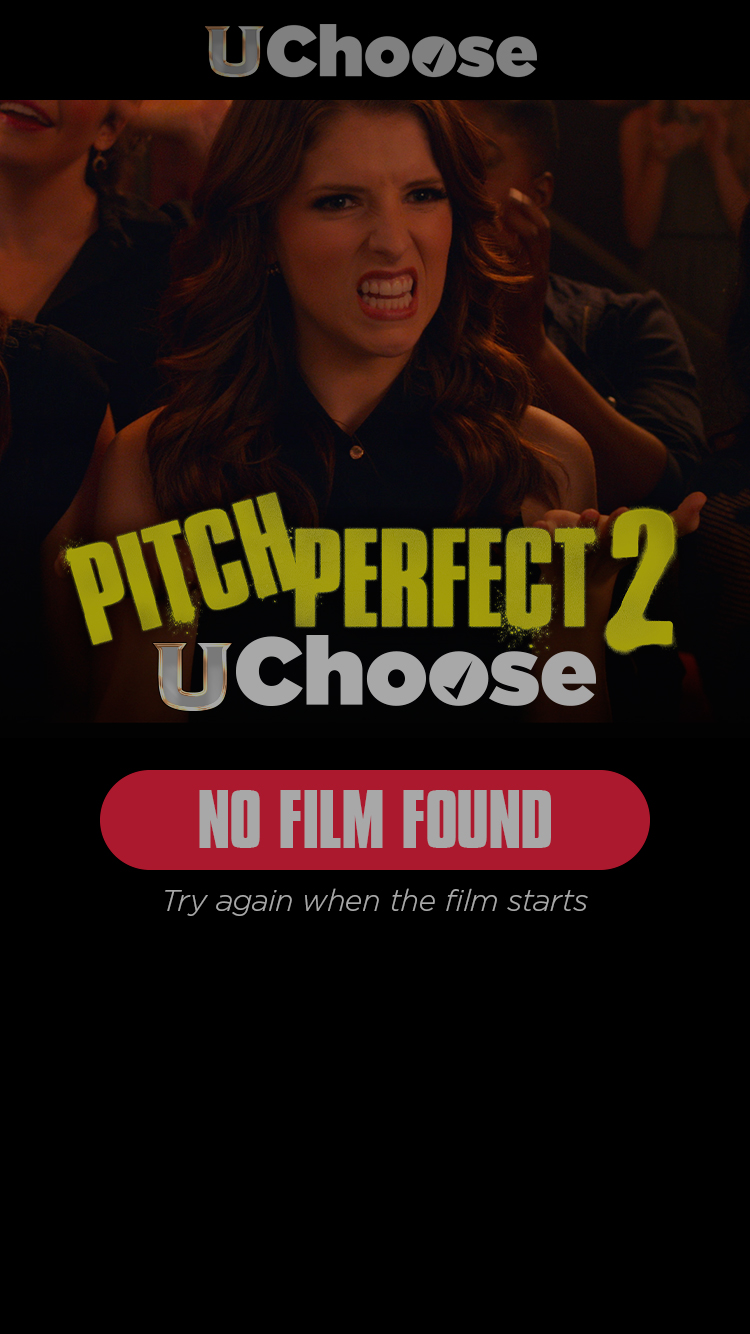 UChoose
PITCH PERFECT 2
UChoose
NO FILM FOUND
Try again when the film starts